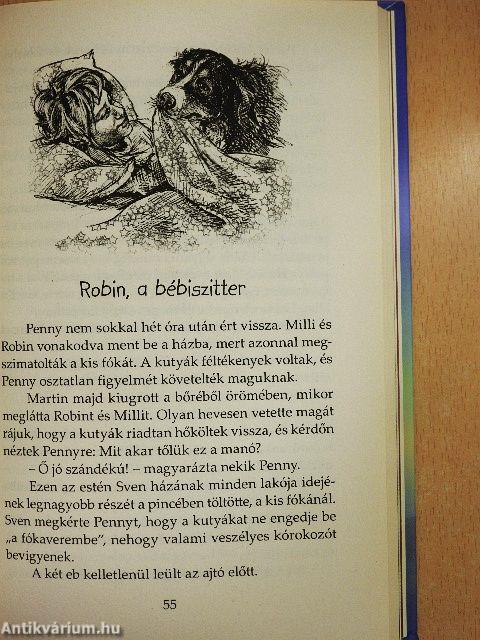 Robin, a bébiszitter
Penny nem sokkal hét óra után ért vissza. Milli és
Robin vonakodva ment be a házba, mert azonnal meg-
szimatolták a kis fókát. A kutyák féltékenyek voltak, és
Penny osztatlan figyelmét követelték maguknak.
Martin majd kiugrott a bőréből örömében, mikor
meglátta Robint és Millit. Olyan hevesen vetette magát
rájuk, hogy a kutyák riadtan hőköltek vissza, és kérdőn
néztek Pennyre: Mit akar tőlük ez a manó?
– Ő jó szándékú! – magyarázta nekik Penny.
Ezen az estén Sven házának minden lakója idejé-
nek legnagyobb részét a pincében töltötte, a kis fókánál.
Sven megkérte Pennyt, hogy a kutyákat ne engedje be
„a fókaverembe”, nehogy valami veszélyes kórokozót
bevigyenek.
A két eb kelletlenül leült az ajtó előtt.
55
Antikvárium.hu